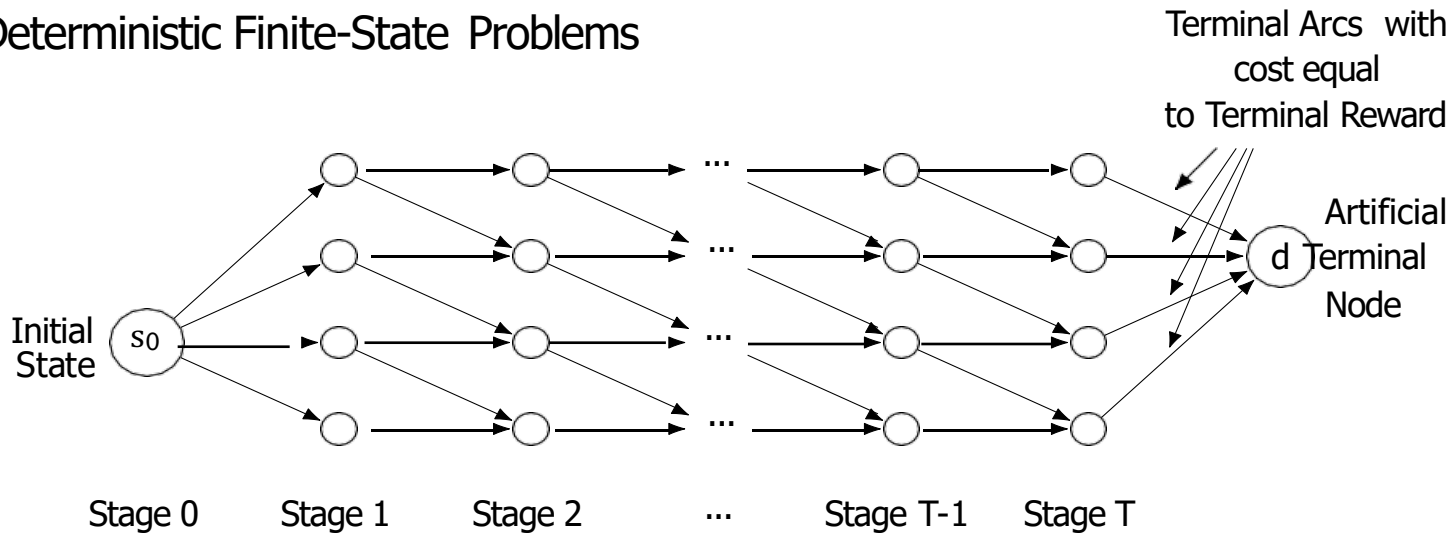 Deterministic Finite-State Problems
Terminal Arcs with
cost equal
to Terminal Reward
...
Artificial
...
d Terminal
Node
Initial
State
s0
...
...
Stage 0 Stage 1 Stage 2 ... Stage T-1 Stage T